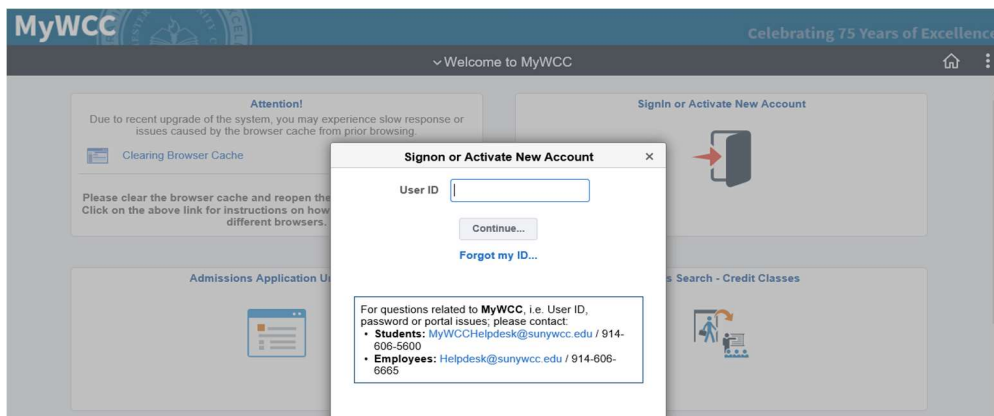 MyWCC
Celebrating 75 Years of Excellence
Welcome to MyWCC
Attention!
Due to recent upgrade of the system, you may experience slow response or
issues caused by the browser cache from prior browsing.
Clearing Browser Cache
Please clear the browser cache and reopen the
Click on the above link for instructions on how
different browsers.
SignIn or Activate New Account
Signon or Activate New Account
User ID
Continue...
Forgot my ID...
For questions related to MyWCC, i.e. User ID,
password or portal issues; please contact:
• Students: MyWCCHelpdesk@sunywcc.edu / 914-
606-5600
• Employees: Helpdesk@sunywcc.edu / 914-606-
6665
Admissions Application
Search - Credit Classes